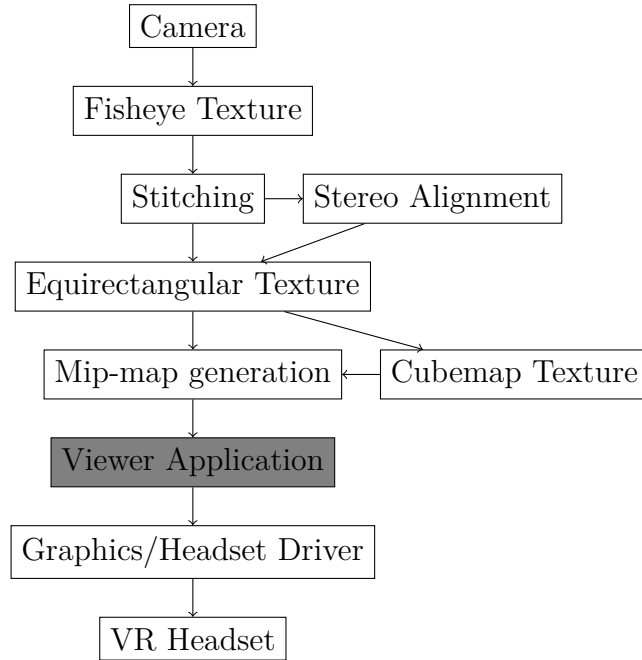 Camera
Fisheye Texture
Stitching
Stereo Alignment
Equirectangular Texture
Mip-map generation
Cubemap Texture
Viewer Application
Graphics/Headset Driver
VR Headset